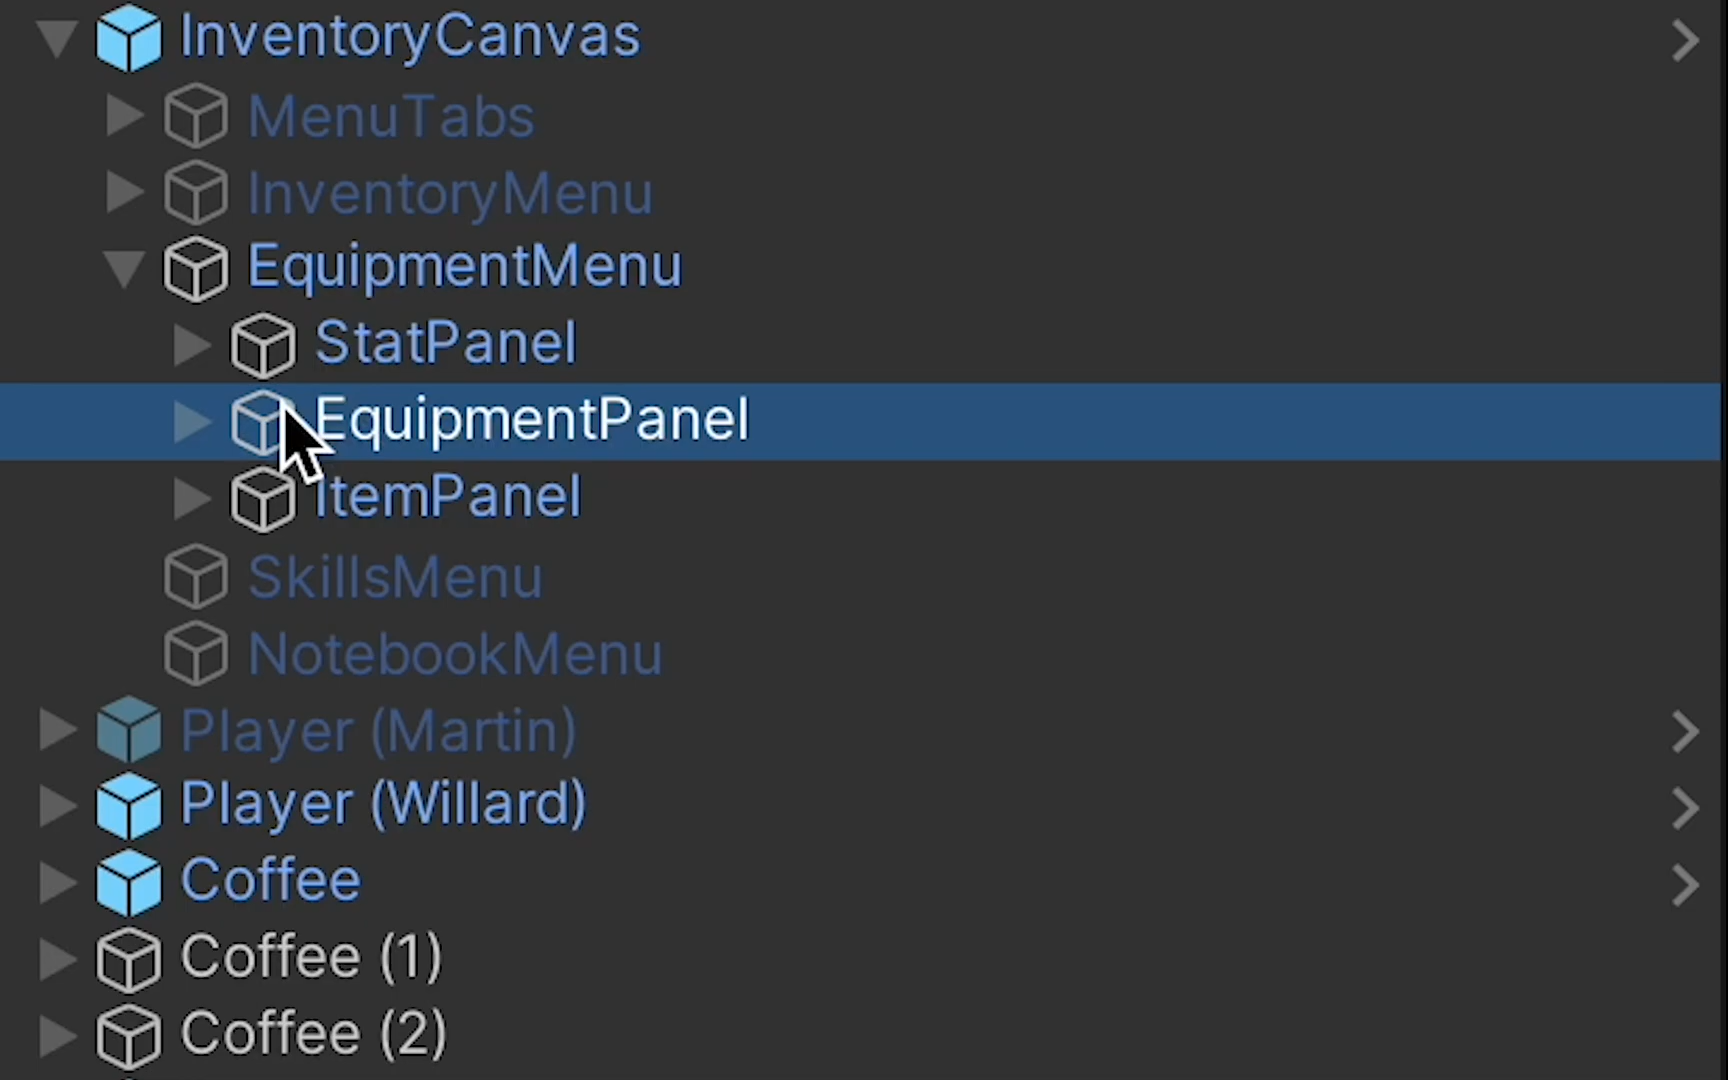 InventoryCanvas
MenuTabs
InventoryMenu
EquipmentMenu
StatPanel
EquipmentPanel
ItemPanel
SkillsMenu
NotebookMenu
Player (Martin)
Player (Willard)
Coffee
Coffee (1)
Coffee (2)